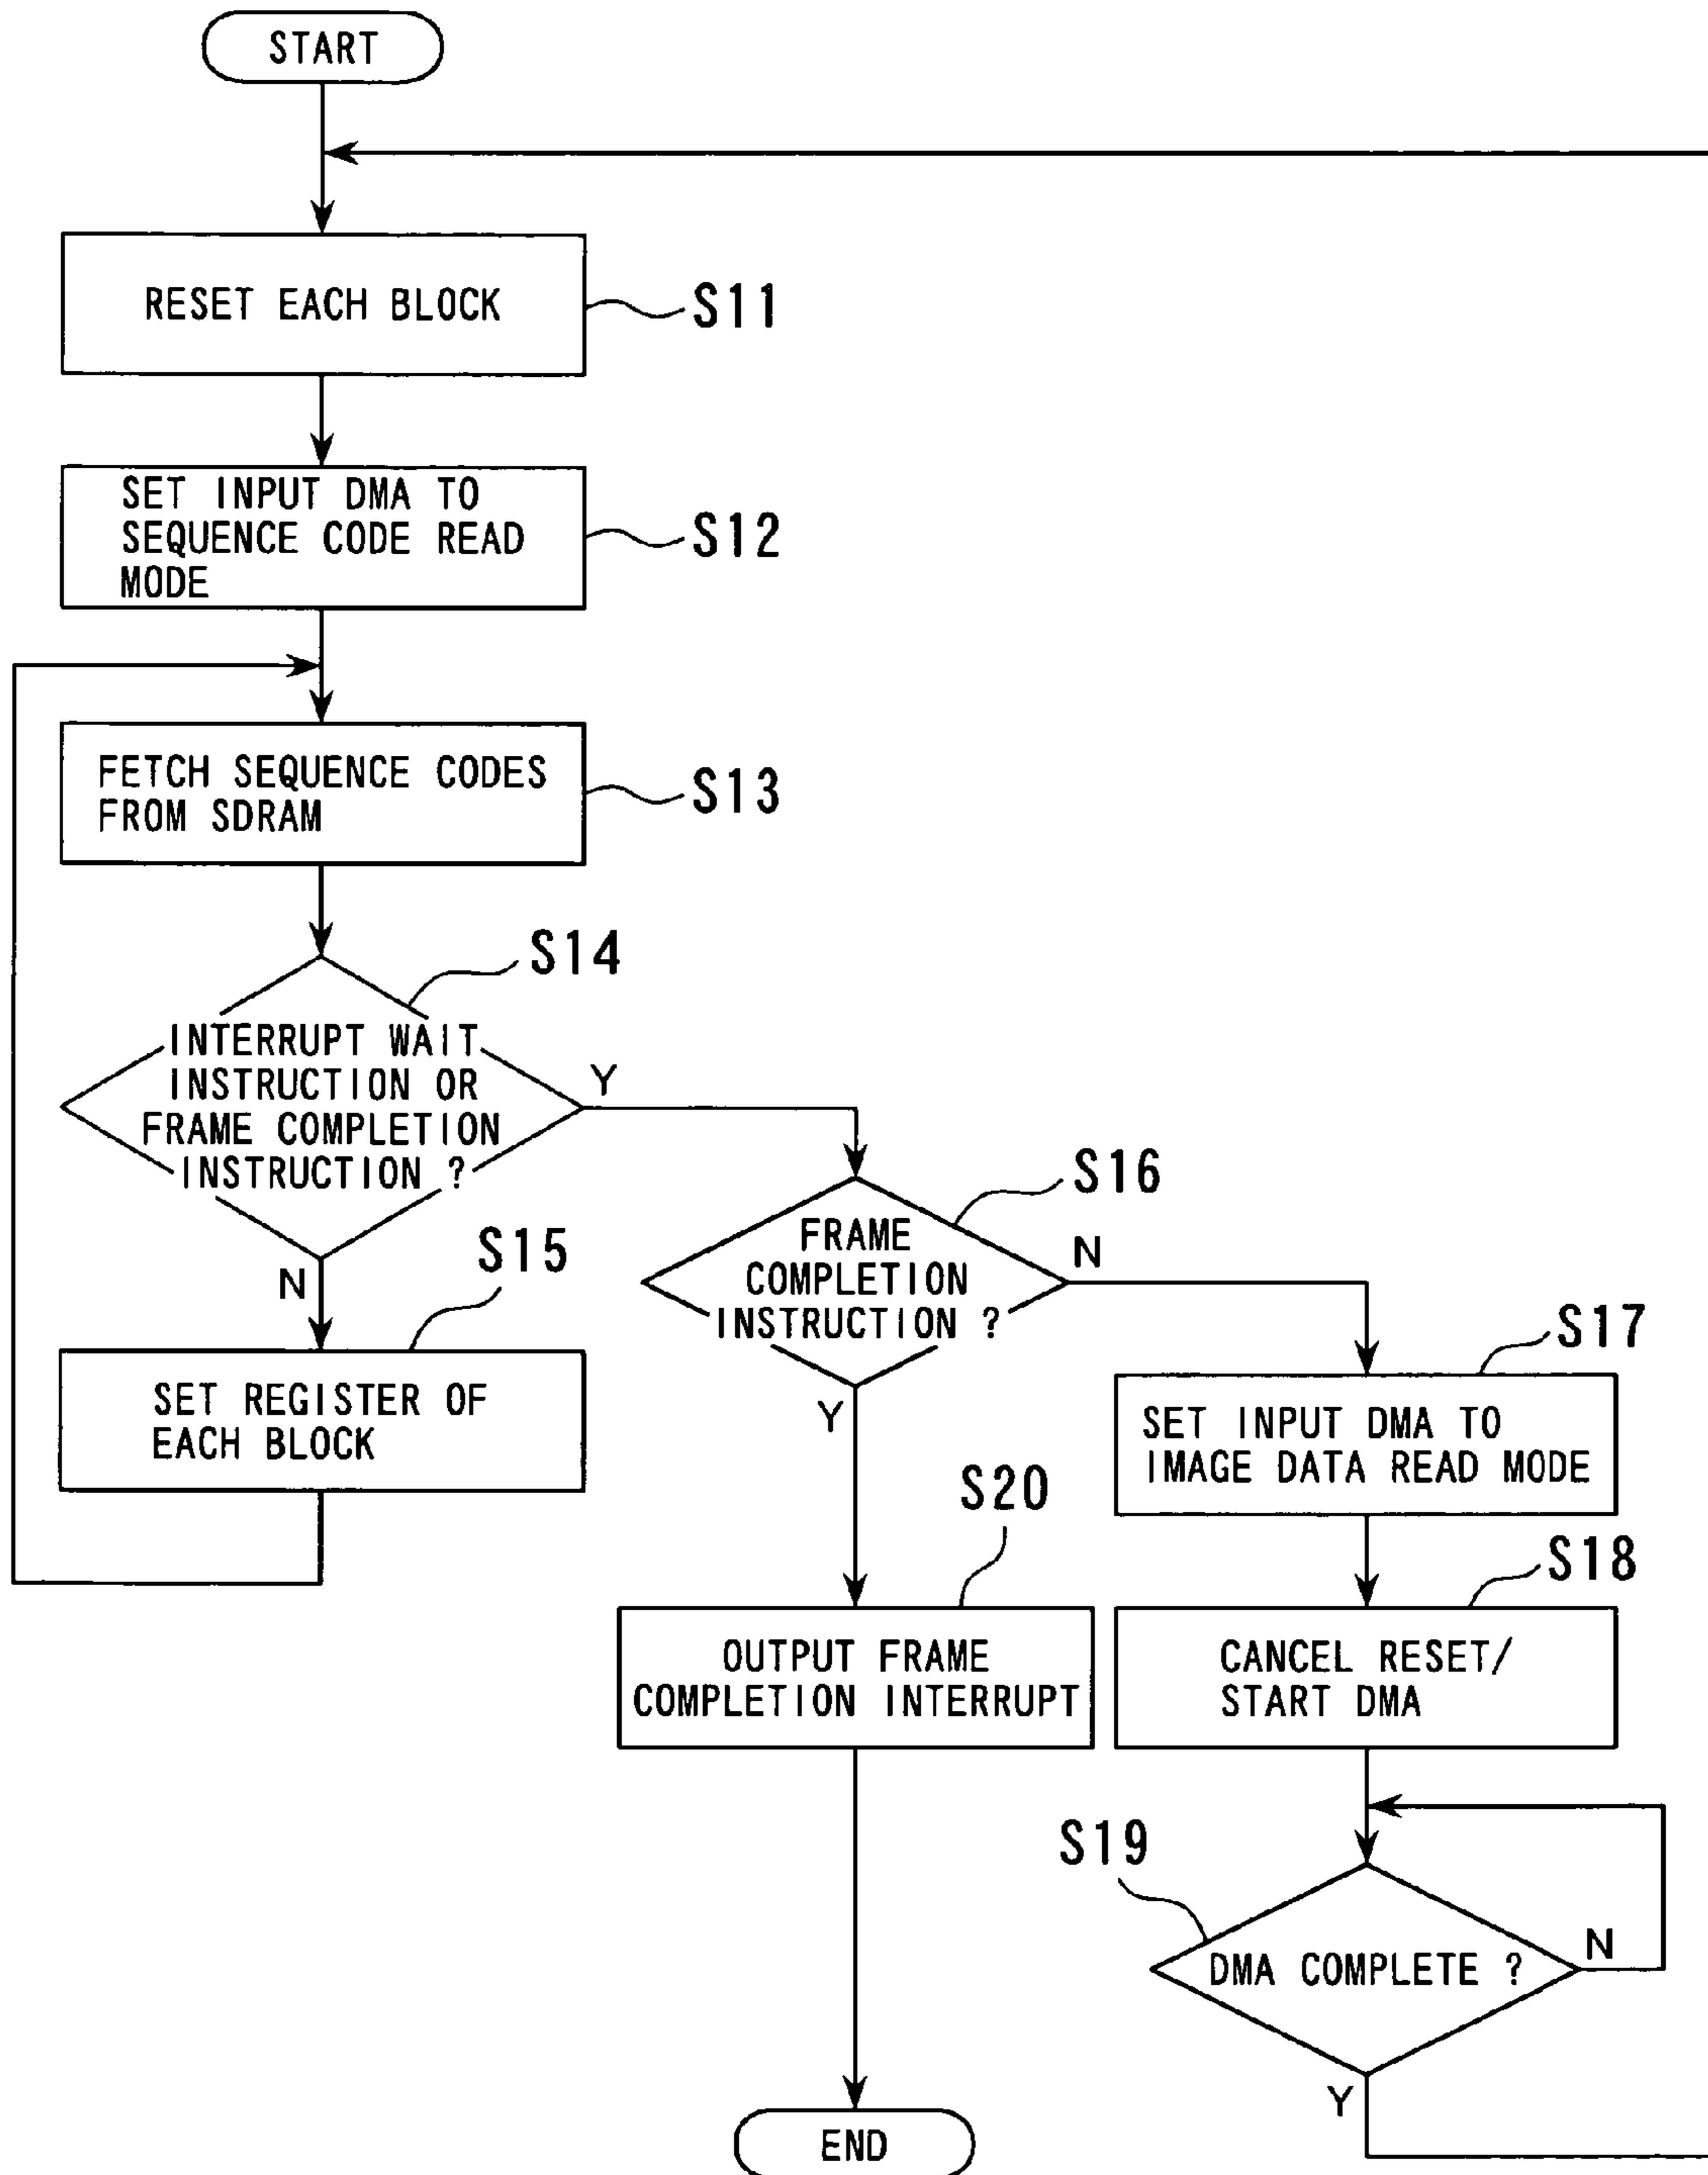 START
RESET EACH BLOCK
S11
SET INPUT DMA TO
SEQUENCE CODE READ
MODE
S12
FETCH SEQUENCE CODES
FROM SDRAM
S13
S14
INTERRUPT WAIT
INSTRUCTION OR
FRAME COMPLETION
INSTRUCTION ?
Y
N
S15
SET REGISTER OF
EACH BLOCK
S16
FRAME
COMPLETION
INSTRUCTION ?
N
Y
S17
SET INPUT DMA TO
IMAGE DATA READ MODE
S20
OUTPUT FRAME
COMPLETION INTERRUPT
S18
CANCEL RESET/
START DMA
S19
DMA COMPLETE ?
N
Y
END